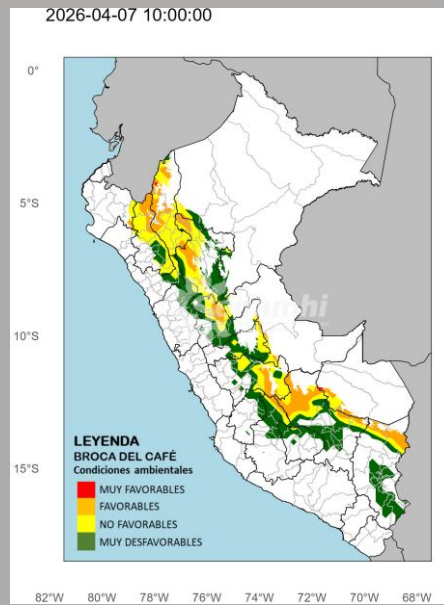 2026-04-07 10:00:00
0°
5°S
10°S
15°S
senamhi
LEYENDA
BROCA DEL CAFÉ
Condiciones ambientales
MUY FAVORABLES
FAVORABLES
NO FAVORABLES
MUY DESFAVORABLES
82°W 80°W 78°W 76°W 74°W 72°W 70°W 68°W